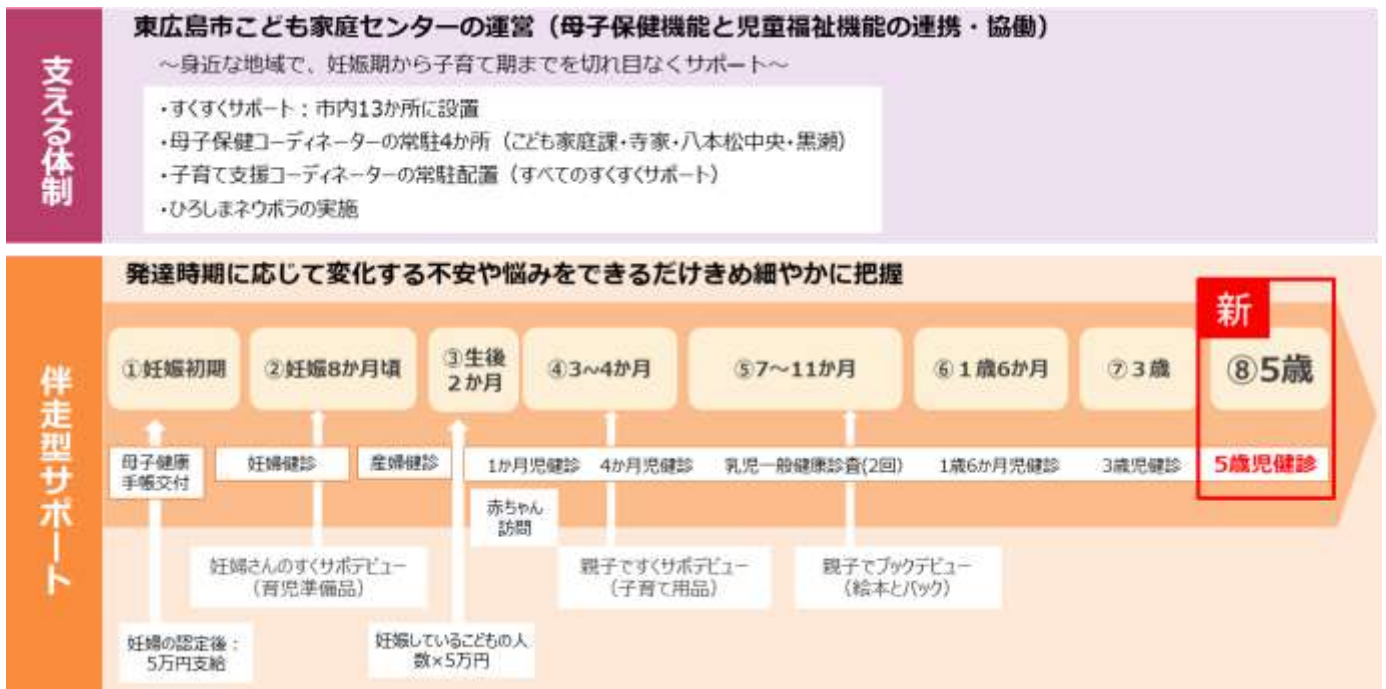 支える体制
東広島市こども家庭センターの運営（母子保健機能と児童福祉機能の連携・協働）
～身近な地域で、妊娠期から子育て期までを切れ目なくサポート～
・すくすくサポート：市内13か所に設置
・母子保健コーディネーターの常駐4か所（こども家庭課・寺家・八本松中央・黒瀬）
・子育て支援コーディネーターの常駐配置（すべてのすくすくサポート）
・ひろしまネウボラの実施
伴走型サポート
発達時期に応じて変化する不安や悩みをできるだけきめ細やかに把握
新
①妊娠初期
②妊娠8か月頃
③生後
2か月
④3~4か月
⑤7～11か月
⑥1歳6か月
⑦3歳
⑧5歳
母子健康
手帳交付
妊婦健診
産婦健診
1か月児健診
4か月児健診
乳児一般健康診査(2回)
1歳6か月児健診
3歳児健診
5歳児健診
赤ちゃん
訪問
妊婦さんのすくサポデビュー
（育児準備品）
親子ですくサポデビュー
（子育て用品）
親子でブックデビュー
（絵本とパック）
妊婦の認定後：
5万円支給
妊娠しているこどもの人
数×5万円